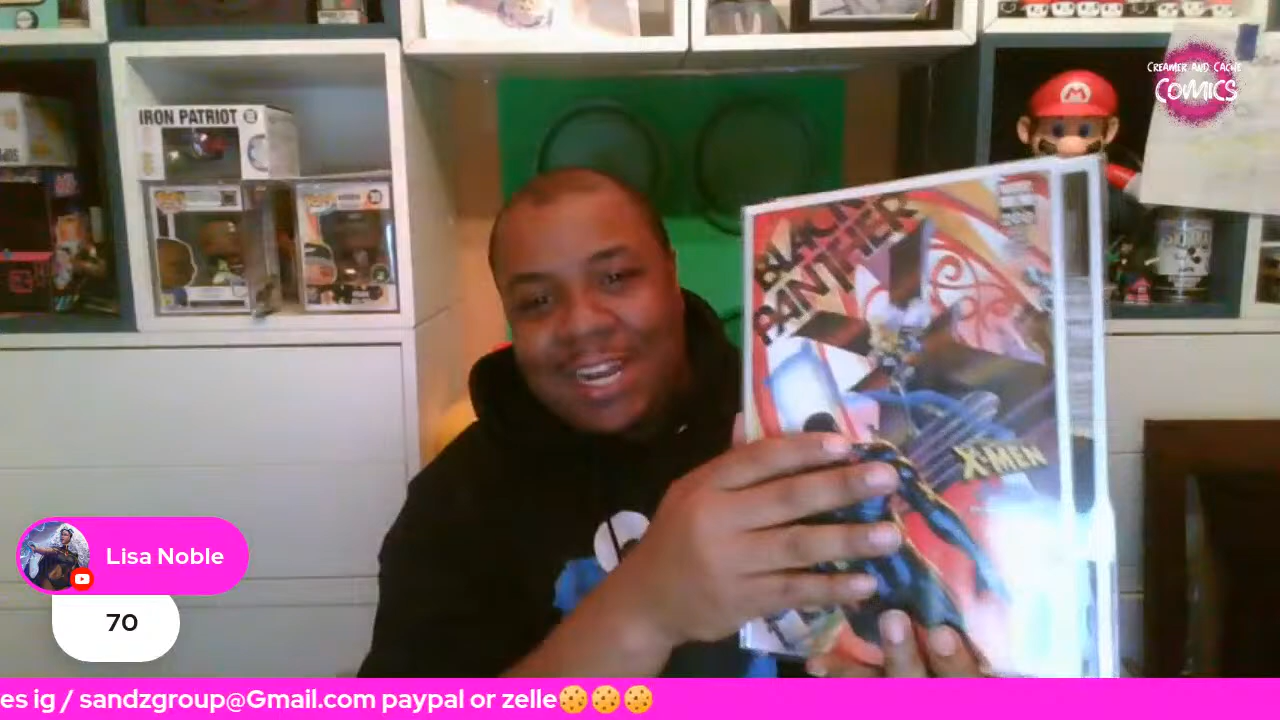 IRON PATRIOT
CREAMER AND CACHE
COMICS
BLACK
PANTHER
X-MEN
Lisa Noble
70
es ig / sandzgroup@Gmail.com paypal or zelle🍪🍪🍪